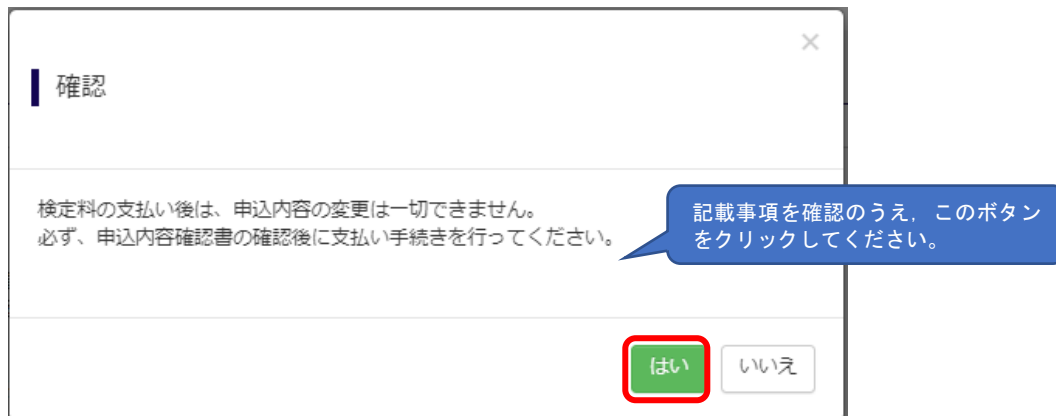 ×
確認
検定料の支払い後は、申込内容の変更は一切できません。
必ず、申込内容確認書の確認後に支払い手続きを行ってください。
記載事項を確認のうえ，このボタン
をクリックしてください。
はい
いいえ